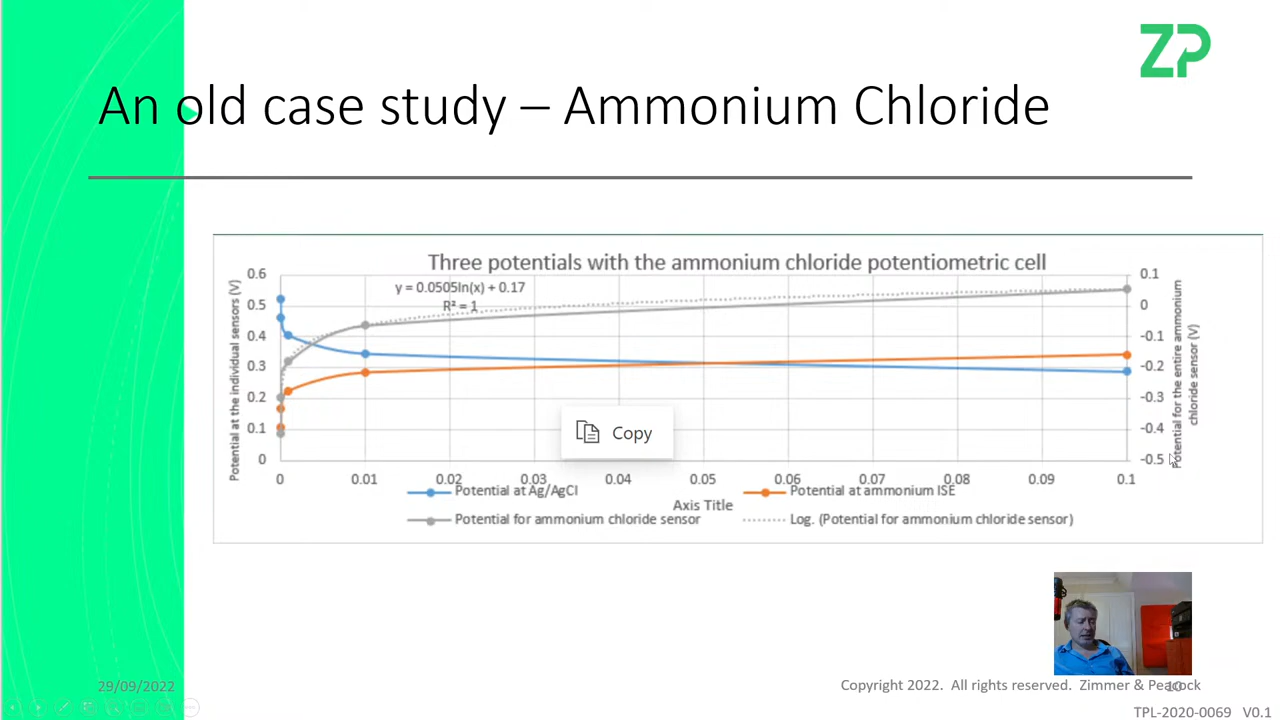 ZP
An old case study – Ammonium Chloride
Three potentials with the ammonium chloride potentiometric cell
y = 0.0505ln(x) + 0.17
R² = 1
Potential at the individual sensors (V)
0.6
0.5
0.4
0.3
0.2
0.1
0
0.1
0
-0.1
-0.2
-0.3
-0.4
-0.5
Potential for the entire ammonium
chloride sensor (V)
Copy
0 0.01 0.02 0.03 0.04 0.05 0.06 0.07 0.08 0.09 0.1
Axis Title
Potential at Ag/AgCl
Potential at ammonium ISE
Potential for ammonium chloride sensor
Log. (Potential for ammonium chloride sensor)
29/09/2022
Copyright 2022. All rights reserved. Zimmer & Peacock
10
TPL-2020-0069 V0.1